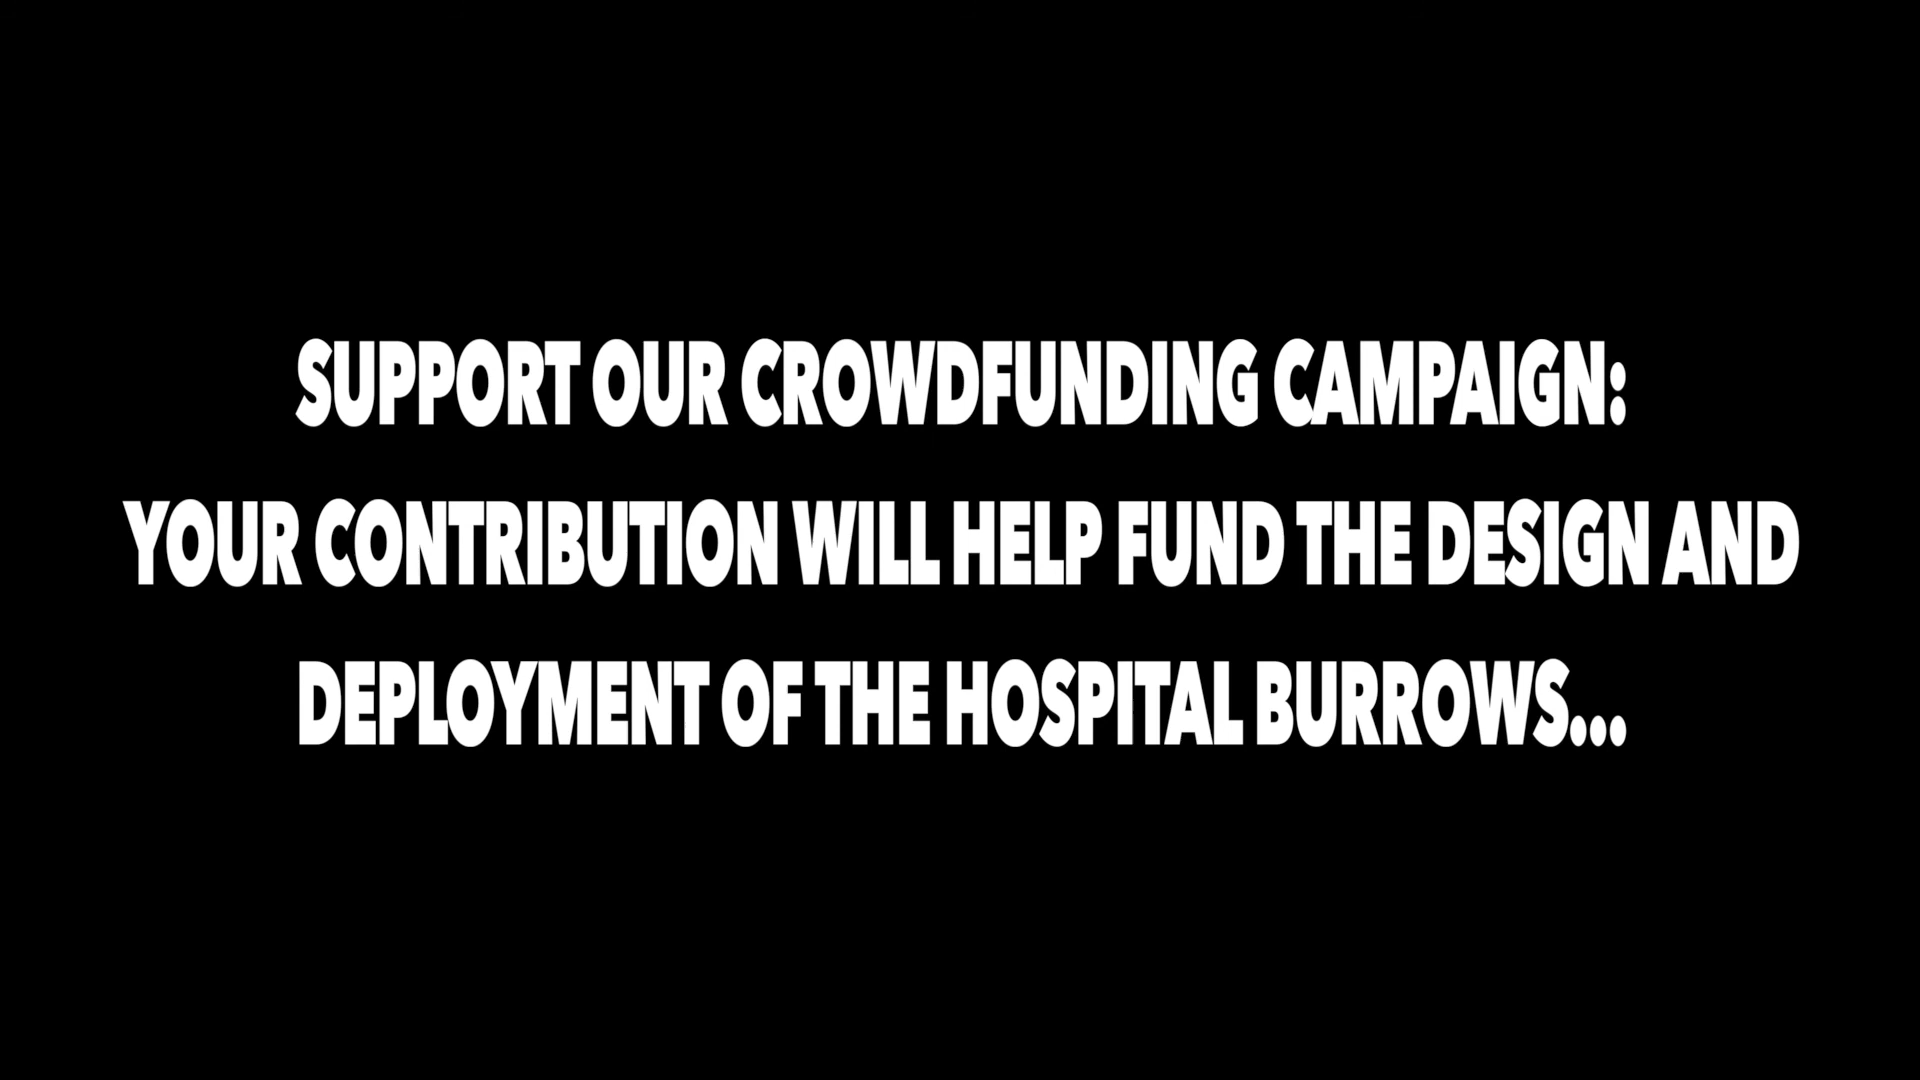 SUPPORT OUR CROWDFUNDING CAMPAIGN:
YOUR CONTRIBUTION WILL HELP FUND THE DESIGN AND
DEPLOYMENT OF THE HOSPITAL BURROWS...